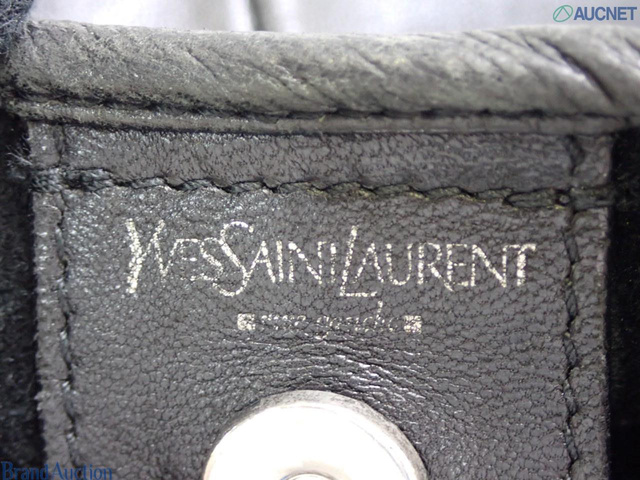 AUCNET
YVESSAINTLAURENT
rive gauche
Brand Auction